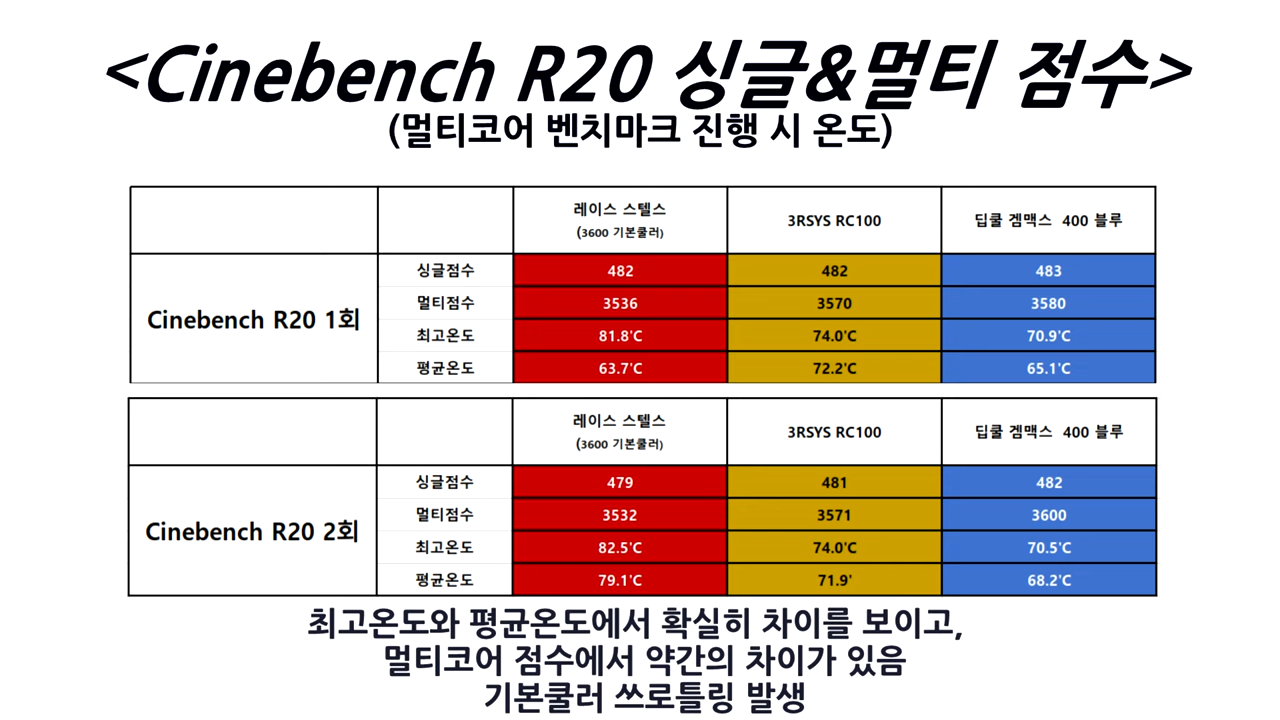 <Cinebench R20 싱글&멀티 점수>
(멀티코어 벤치마크 진행 시 온도)
레이스 스텔스 3RSYS RC100 딥쿨 겜맥스 400 블루
(3600 기본쿨러)
Cinebench R20 1회
싱글점수 482 482 483
멀티점수 3536 3570 3580
최고온도 81.8'C 74.0'C 70.9'C
평균온도 63.7'C 72.2'C 65.1'C
레이스 스텔스 3RSYS RC100 딥쿨 겜맥스 400 블루
(3600 기본쿨러)
Cinebench R20 2회
싱글점수 479 481 482
멀티점수 3532 3571 3600
최고온도 82.5'C 74.0'C 70.5'C
평균온도 79.1'C 71.9' 68.2'C
최고온도와 평균온도에서 확실히 차이를 보이고,
멀티코어 점수에서 약간의 차이가 있음
기본쿨러 쓰로틀링 발생